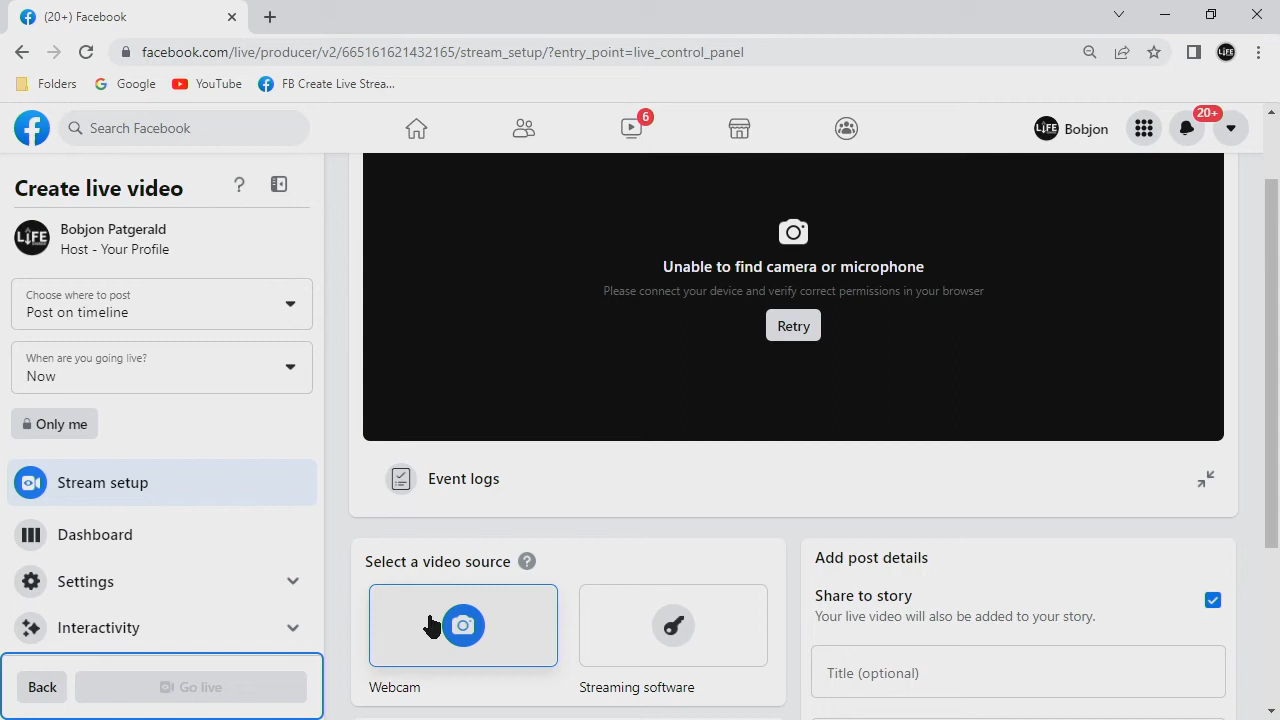 (20+) Facebook
facebook.com/live/producer/v2/665161621432165/stream_setup/?entry_point=live_control_panel
Folders
Google
YouTube
FB Create Live Strea...
Search Facebook
6
LIFE
Bobjon
20+
Create live video
?
LIFE
Bobjon Patgerald
Host - Your Profile
Choose where to post
Post on timeline
When are you going live?
Now
Only me
Stream setup
Dashboard
Settings
Interactivity
Back
Go live
Unable to find camera or microphone
Please connect your device and verify correct permissions in your browser
Retry
Event logs
Select a video source ?
Webcam
Streaming software
Add post details
Share to story
Your live video will also be added to your story.
Title (optional)